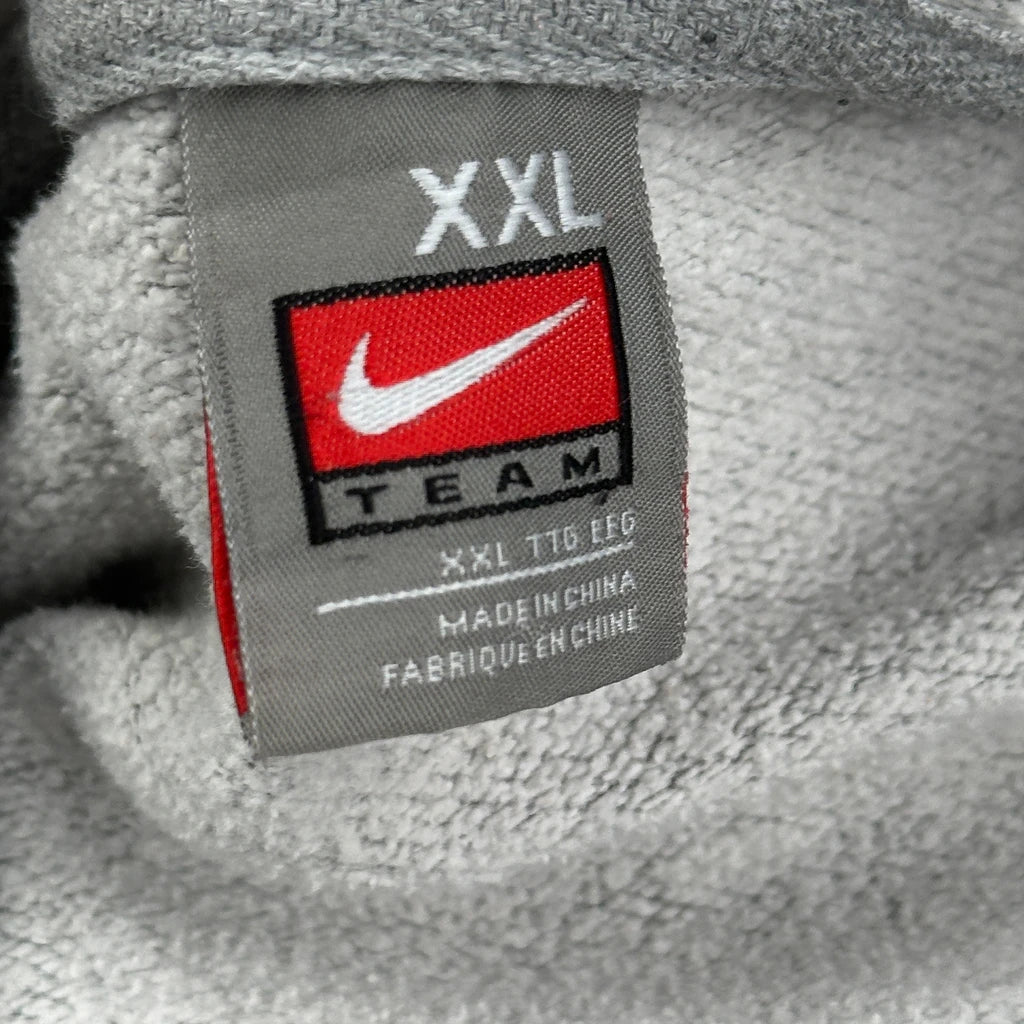 XXL
TEAM
XXL TTG EEG
MADE IN CHINA
FABRIQUE EN CHINE